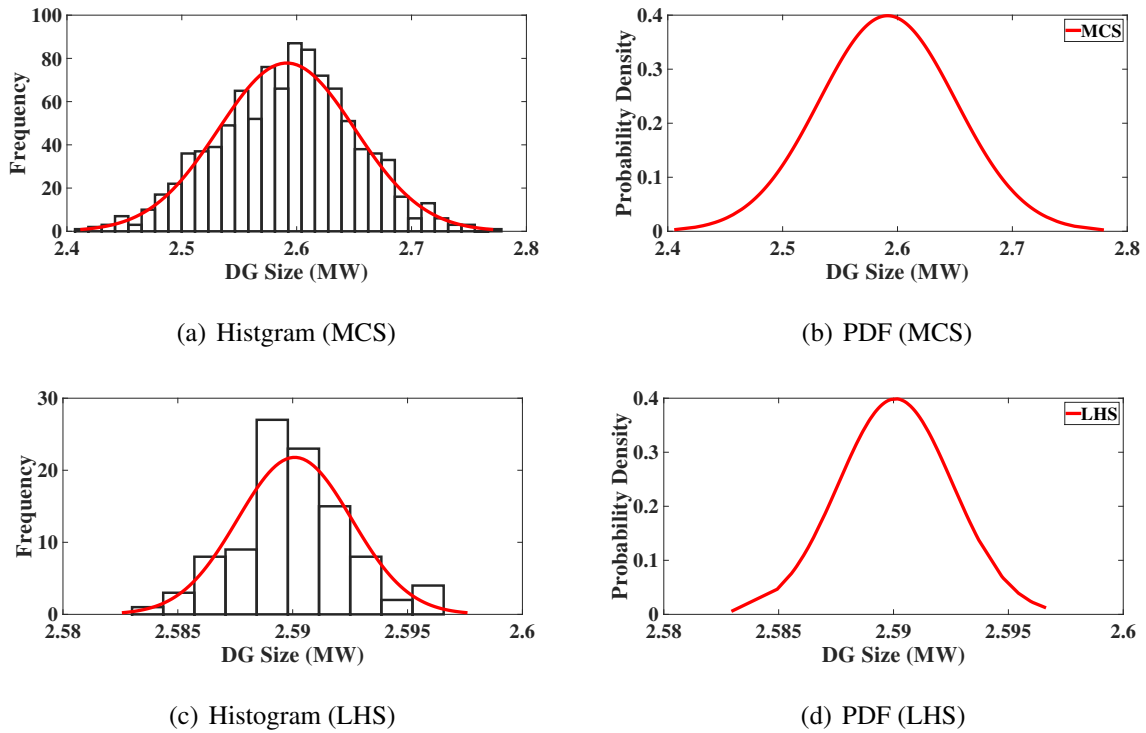 100
80
60
40
20
0
Frequency
2.4 2.5 2.6 2.7 2.8
DG Size (MW)
(a) Histgram (MCS)
0.4
0.3
0.2
0.1
0
Probability Density
MCS
2.4 2.5 2.6 2.7 2.8
DG Size (MW)
(b) PDF (MCS)
30
20
10
0
Frequency
2.58 2.585 2.59 2.595 2.6
DG Size (MW)
(c) Histogram (LHS)
0.4
0.3
0.2
0.1
0
Probability Density
LHS
2.58 2.585 2.59 2.595 2.6
DG Size (MW)
(d) PDF (LHS)